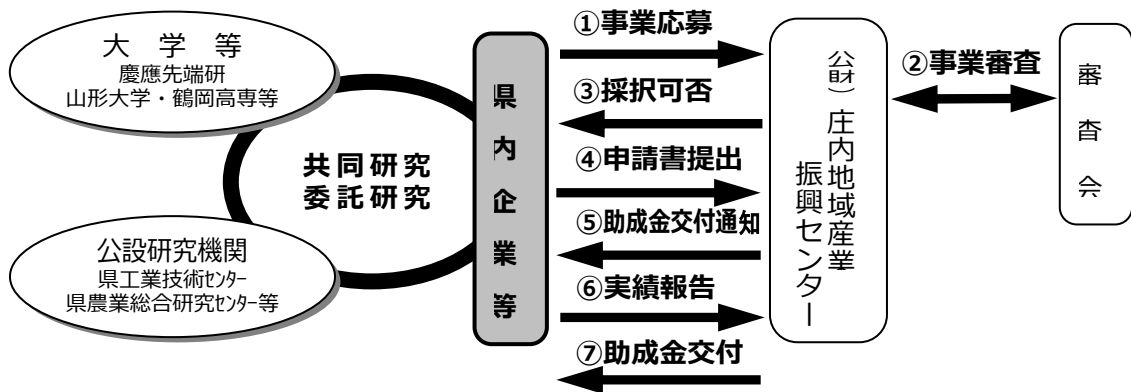 大 学 等
慶應先端研
山形大学・鶴岡高専等
共同研究
委託研究
公設研究機関
県工業技術センター
県農業総合研究センター等
県内企業等
①事業応募
③採択可否
④申請書提出
⑤助成金交付通知
⑥実績報告
⑦助成金交付
公財）庄内地域産業
振興センター
②事業審査
審査会